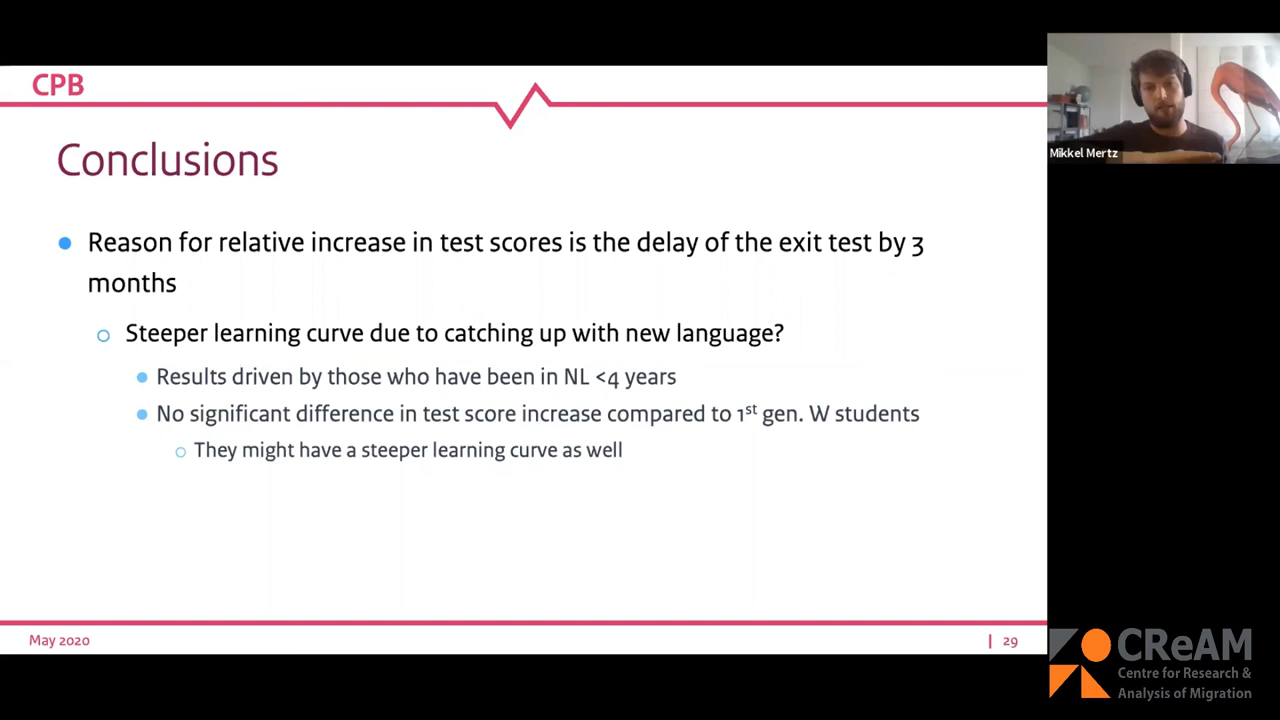 CPB
Conclusions
Reason for relative increase in test scores is the delay of the exit test by 3
months
Steeper learning curve due to catching up with new language?
Results driven by those who have been in NL <4 years
No significant difference in test score increase compared to 1st gen. W students
They might have a steeper learning curve as well
May 2020
| 29
Mikkel Mertz
CReAM
Centre for Research &
Analysis of Migration